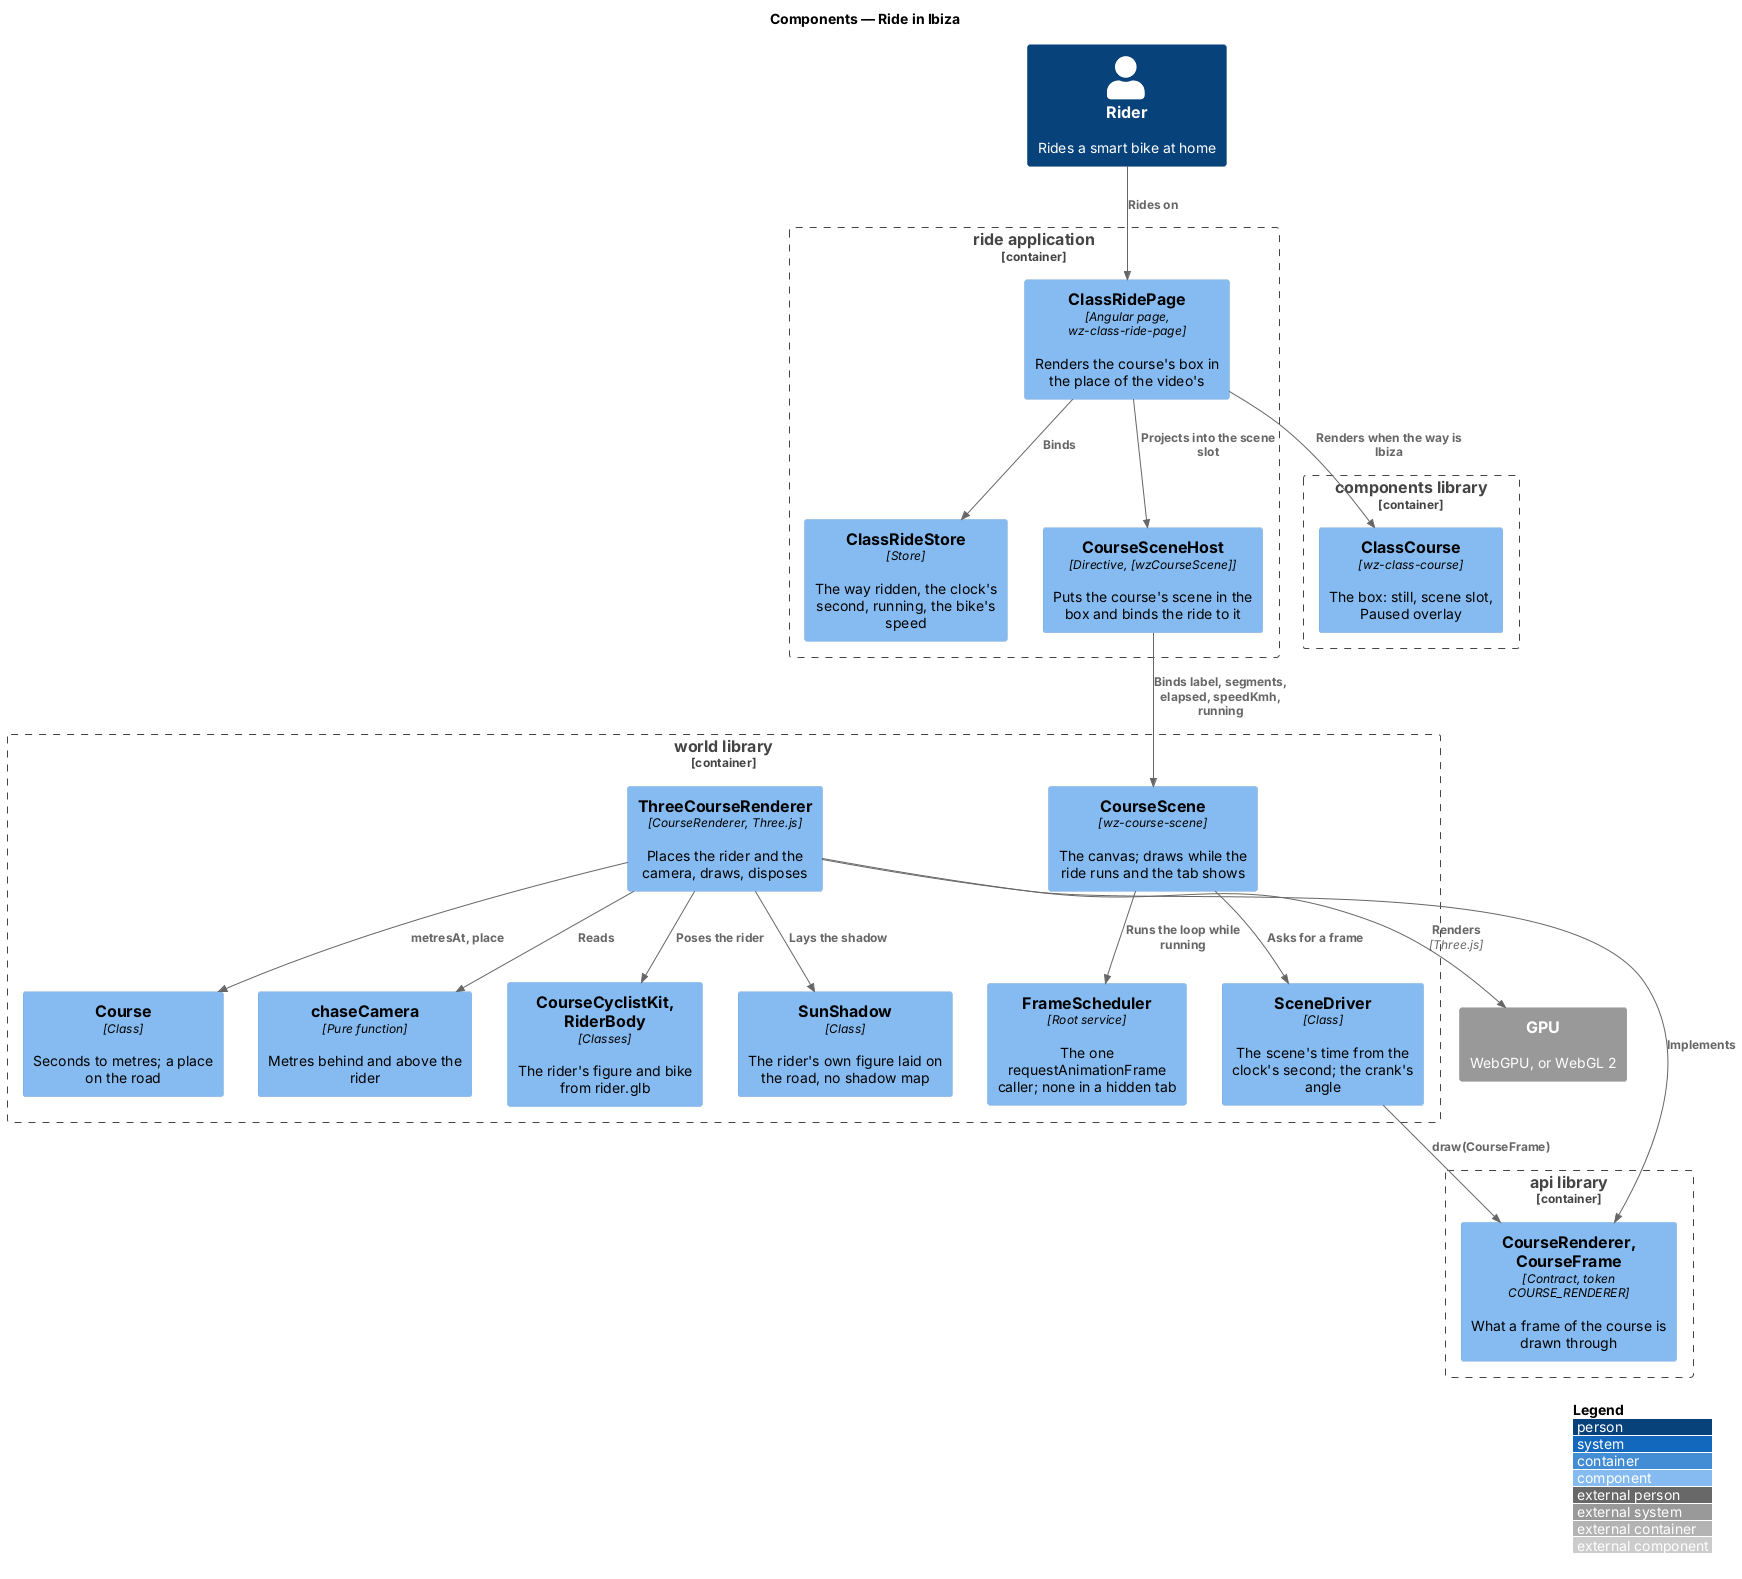 Components — Ride in Ibiza
Rider
Rides a smart bike at home
Rides on
ride application
[container]
ClassRidePage
[Angular page,
wz-class-ride-page]
Renders the course's box in
the place of the video's
Binds
Projects into the scene
slot
Renders when the way is
Ibiza
components library
[container]
ClassRideStore
[Store]
The way ridden, the clock's
second, running, the bike's
speed
CourseSceneHost
[Directive, [wzCourseScene]]
Puts the course's scene in the
box and binds the ride to it
ClassCourse
[wz-class-course]
The box: still, scene slot,
Paused overlay
Binds label, segments,
elapsed, speedKmh,
running
world library
[container]
ThreeCourseRenderer
[CourseRenderer, Three.js]
Places the rider and the
camera, draws, disposes
CourseScene
[wz-course-scene]
The canvas; draws while the
ride runs and the tab shows
metresAt, place
Reads
Poses the rider
Lays the shadow
Runs the loop while
running
Asks for a frame
Renders
[Three.js]
Course
[Class]
Seconds to metres; a place
on the road
chaseCamera
[Pure function]
Metres behind and above the
rider
CourseCyclistKit,
RiderBody
[Classes]
The rider's figure and bike
from rider.glb
SunShadow
[Class]
The rider's own figure laid on
the road, no shadow map
FrameScheduler
[Root service]
The one
requestAnimationFrame
caller; none in a hidden tab
SceneDriver
[Class]
The scene's time from the
clock's second; the crank's
angle
GPU
WebGPU, or WebGL 2
Implements
draw(CourseFrame)
api library
[container]
CourseRenderer,
CourseFrame
[Contract, token
COURSE_RENDERER]
What a frame of the course is
drawn through
Legend
person
system
container
component
external person
external system
external container
external component